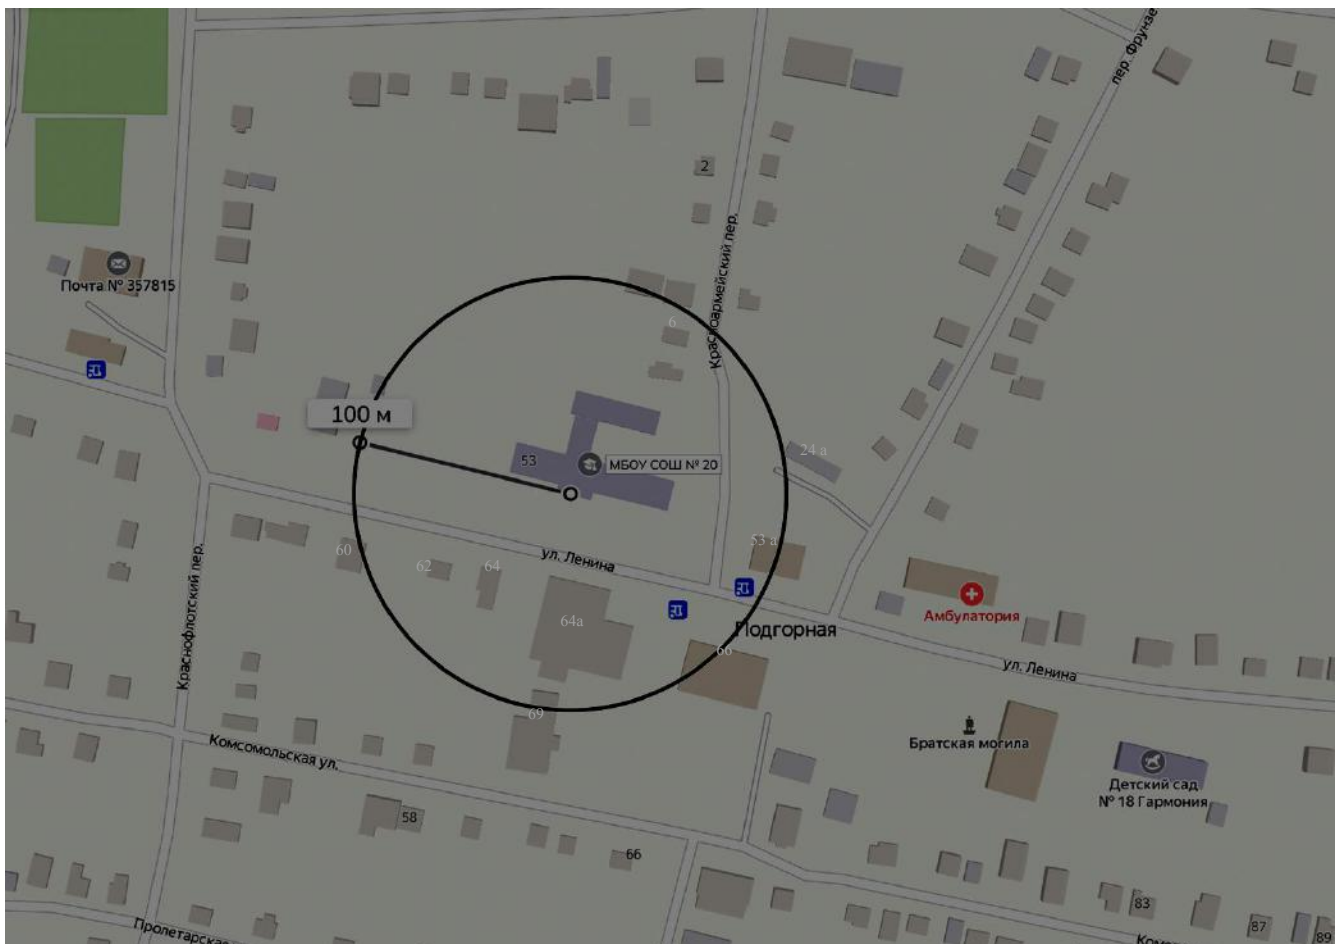 пер. Фрунзе
2
Красноармейский пер.
Почта № 357815
6
100 м
53
МБОУ СОШ № 20
24 а
60
62
64
ул. Ленина
53 а
Амбулатория
64а
Подгорная
66
ул. Ленина
Краснофлотский пер.
69
Комсомольская ул.
Братская могила
Детский сад
№ 18 Гармония
58
66
83
87
89
Пролетарская